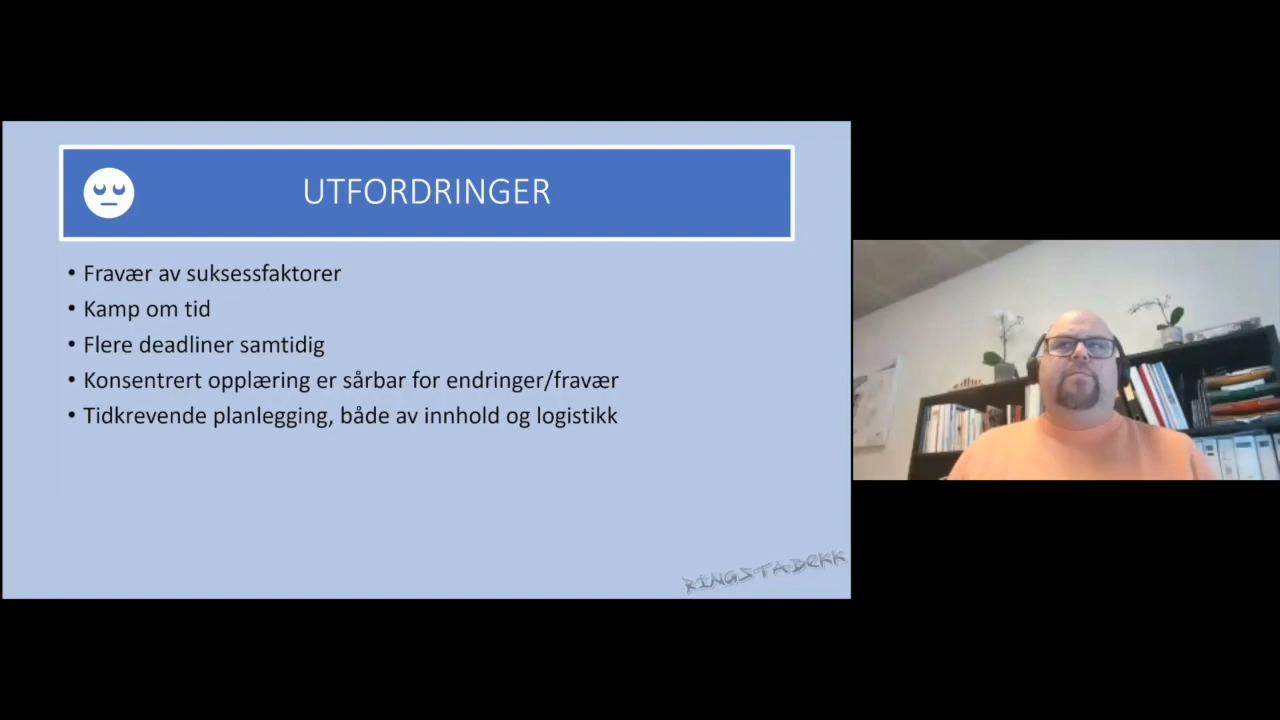 UTFORDRINGER
• Fravær av suksessfaktorer
• Kamp om tid
• Flere deadliner samtidig
• Konsentrert opplæring er sårbar for endringer/fravær
• Tidkrevende planlegging, både av innhold og logistikk
RINGSTABEKK